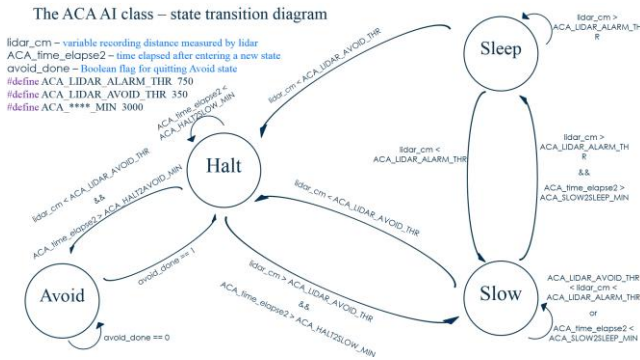 The ACA AI class – state transition diagram
lidar_cm – variable recording distance measured by lidar
ACA_time_elapse2 – time elapsed after entering a new state
avoid_done – Boolean flag for quitting Avoid state
#define ACA_LIDAR_ALARM_THR 750
#define ACA_LIDAR_AVOID_THR 350
#define ACA_****_MIN 3000
Sleep
lidar_cm >
ACA_LIDAR_ALARM_TH
R
lidar_cm < ACA_LIDAR_AVOID_THR
ACA_time_elapse2 <
ACA_HALT2SLOW_MIN
Halt
lidar_cm < ACA_LIDAR_AVOID_THR
&&
ACA_time_elapse2 > ACA_HALT2AVOID_MIN
lidar_cm <
ACA_LIDAR_ALARM_THR
lidar_cm >
ACA_LIDAR_ALARM_TH
R
&&
ACA_time_elapse2 >
ACA_SLOW2SLEEP_MIN
lidar_cm < ACA_LIDAR_AVOID_THR
avoid_done == 1
Avoid
avoid_done == 0
lidar_cm > ACA_LIDAR_AVOID_THR
&&
ACA_time_elapse2 > ACA_HALT2SLOW_MIN
Slow
ACA_LIDAR_AVOID_THR
< lidar_cm <
ACA_LIDAR_ALARM_THR
or
ACA_time_elapse2 <
ACA_SLOW2SLEEP_MIN